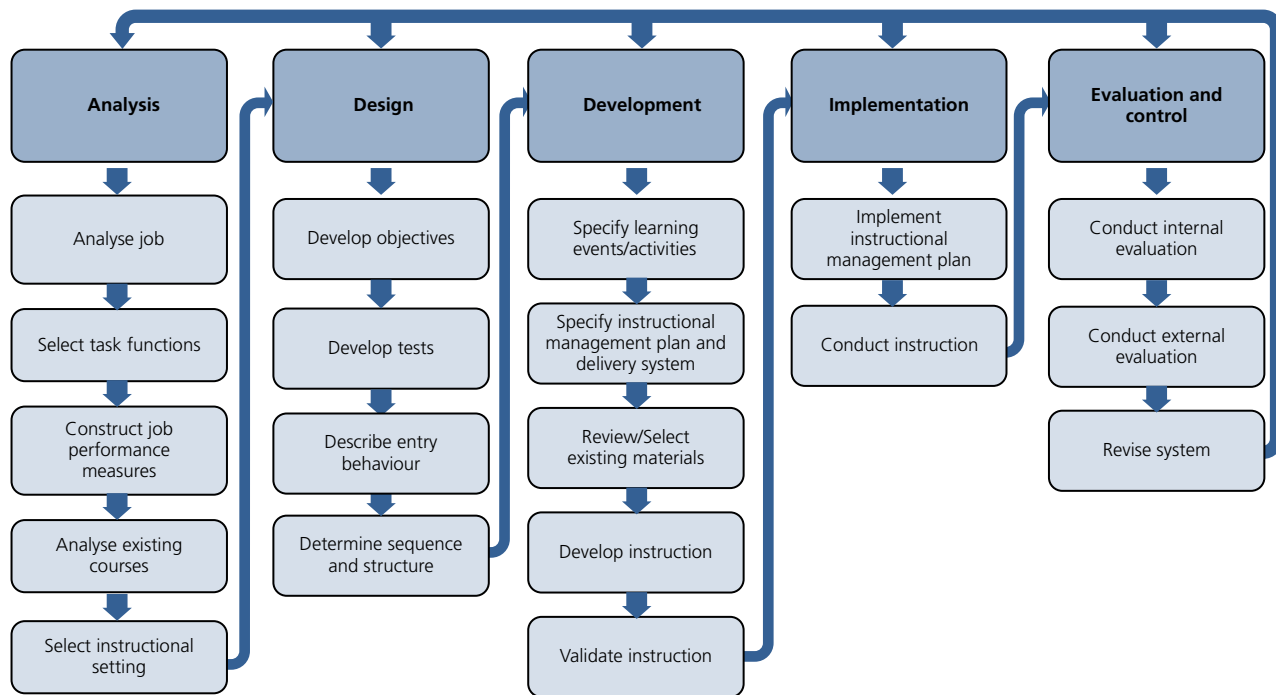 Analysis
Analyse job
Select task functions
Construct job
performance
measures
Analyse existing
courses
Select instructional
setting
Design
Develop objectives
Develop tests
Describe entry
behaviour
Determine sequence
and structure
Development
Specify learning
events/activities
Specify instructional
management plan and
delivery system
Review/Select
existing materials
Develop instruction
Validate instruction
Implementation
Implement
instructional
management plan
Conduct instruction
Evaluation and
control
Conduct internal
evaluation
Conduct external
evaluation
Revise system